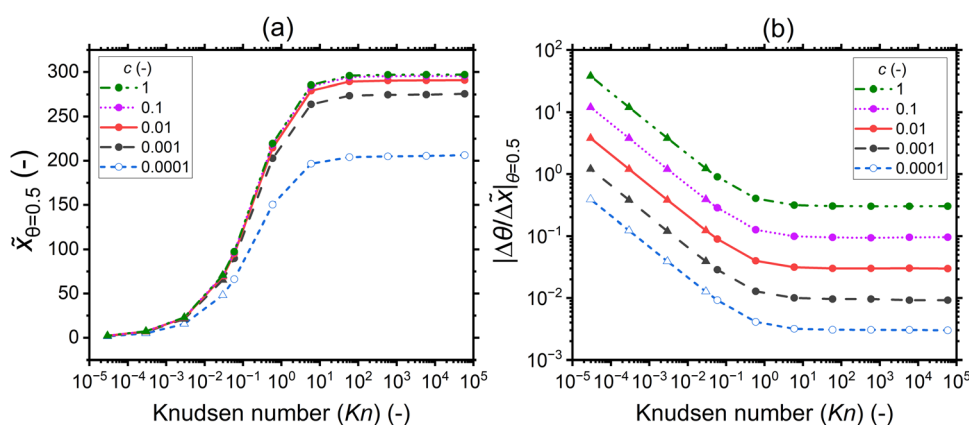 (a)
c (-)
1
0.1
0.01
0.001
0.0001
300
250
200
150
100
50
0
x̃θ=0.5 (-)
10⁻⁵ 10⁻⁴ 10⁻³ 10⁻² 10⁻¹ 10⁰ 10¹ 10² 10³ 10⁴ 10⁵
Knudsen number (Kn) (-)
(b)
c (-)
1
0.1
0.01
0.001
0.0001
10²
10¹
10⁰
10⁻¹
10⁻²
10⁻³
|Δθ/Δx̃|θ=0.5
10⁻⁵ 10⁻⁴ 10⁻³ 10⁻² 10⁻¹ 10⁰ 10¹ 10² 10³ 10⁴ 10⁵
Knudsen number (Kn) (-)